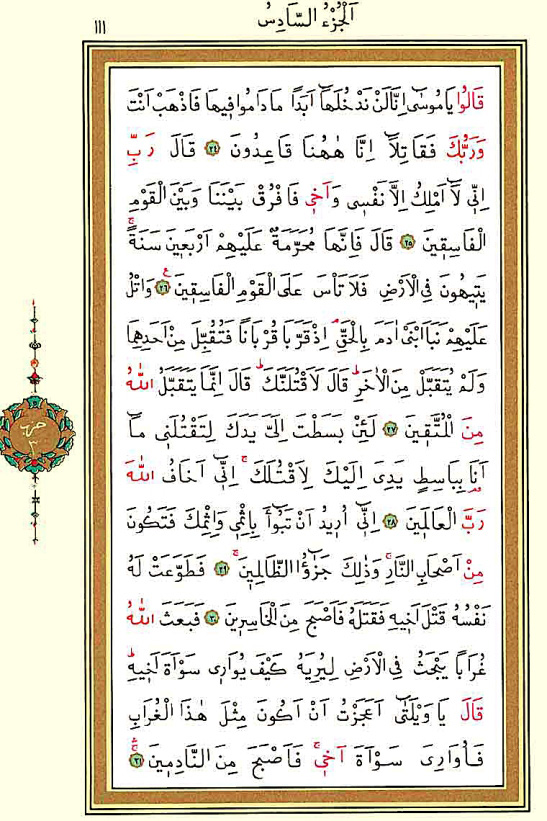 اَلْجُزْءُ السَّادِسُ
١١١
قَالُوا يَامُوسٰٓى اِنَّا لَنْ نَدْخُلَهَٓا اَبَدًا مَا دَامُوا فٖيهَا فَاذْهَبْ اَنْتَ
وَرَبُّكَ فَقَاتِلَٓا اِنَّا هٰهُنَا قَاعِدُونَ ٢٤ قَالَ رَبِّ
اِنّٖى لَٓا اَمْلِكُ اِلَّا نَفْسٖى وَاَخٖى فَافْرُقْ بَيْنَنَا وَبَيْنَ الْقَوْمِ
الْفَاسِقٖينَ ٢٥ قَالَ فَاِنَّهَا مُحَرَّمَةٌ عَلَيْهِمْ اَرْبَعٖينَ سَنَةًۚ
يَتٖيهُونَ فِى الْاَرْضِ فَلَا تَاْسَ عَلَى الْقَوْمِ الْفَاسِقٖينَ ٢٦ ع وَاتْلُ
عَلَيْهِمْ نَبَاَ ابْنَىْ اٰدَمَ بِالْحَقِّۢ اِذْ قَرَّبَا قُرْبَانًا فَتُقُبِّلَ مِنْ اَحَدِهِمَا
وَلَمْ يُتَقَبَّلْ مِنَ الْاٰخَرِۜ قَالَ لَاَقْتُلَنَّكَۜ قَالَ اِنَّمَا يَتَقَبَّلُ اللّٰهُ
مِنَ الْمُتَّقٖينَ ٢٧ لَئِنْ بَسَطْتَ اِلَىَّ يَدَكَ لِتَقْتُلَنٖى مَٓا
اَنَا۬ بِبَاسِطٍ يَدِىَ اِلَيْكَ لِاَقْتُلَكَۚ اِنّٖٓى اَخَافُ اللّٰهَ
رَبَّ الْعَالَمٖينَ ٢٨ اِنّٖٓى اُرٖيدُ اَنْ تَبُٓواَ بِاِثْمٖى وَاِثْمِكَ فَتَكُونَ
مِنْ اَصْحَابِ النَّارِۚ وَذٰلِكَ جَزٰٓؤُا الظَّالِمٖينَۚ ٢٩ فَطَوَّعَتْ لَهُ
نَفْسُهُ قَتْلَ اَخٖيهِ فَقَتَلَهُ فَاَصْبَحَ مِنَ الْخَاسِرٖينَ ٣٠ فَبَعَثَ اللّٰهُ
غُرَابًا يَبْحَثُ فِى الْاَرْضِ لِيُرِيَهُ كَيْفَ يُوَارٖى سَوْاَةَ اَخٖيهِۜ
قَالَ يَا وَيْلَتٰٓى اَعَجَزْتُ اَنْ اَكُونَ مِثْلَ هٰذَا الْغُرَابِ
فَاُوَارِىَ سَوْاَةَ اَخٖىۚ فَاَصْبَحَ مِنَ النَّادِمٖينَۚۛ ٣١
حزب
٣